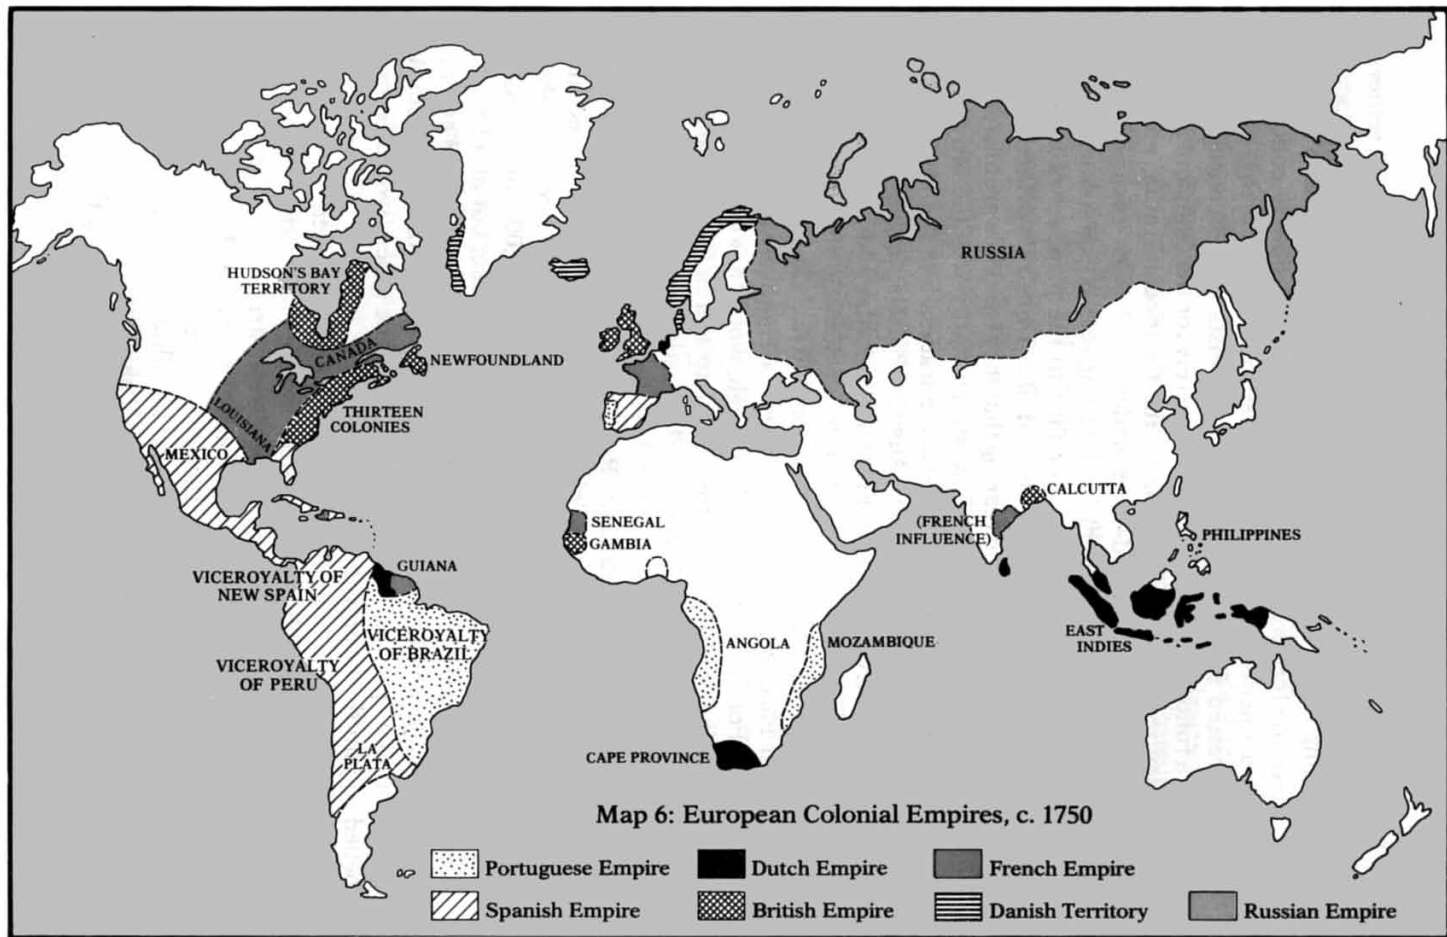 RUSSIA
HUDSON'S BAY
TERRITORY
CANADA
NEWFOUNDLAND
LOUISIANA
THIRTEEN
COLONIES
MEXICO
CALCUTTA
SENEGAL
GAMBIA
(FRENCH
INFLUENCE)
PHILIPPINES
GUIANA
VICEROYALTY OF
NEW SPAIN
VICEROYALTY
OF BRAZIL
ANGOLA
MOZAMBIQUE
EAST
INDIES
VICEROYALTY
OF PERU
LA
PLATA
CAPE PROVINCE
Map 6: European Colonial Empires, c. 1750
Portuguese Empire
Dutch Empire
French Empire
Spanish Empire
British Empire
Danish Territory
Russian Empire